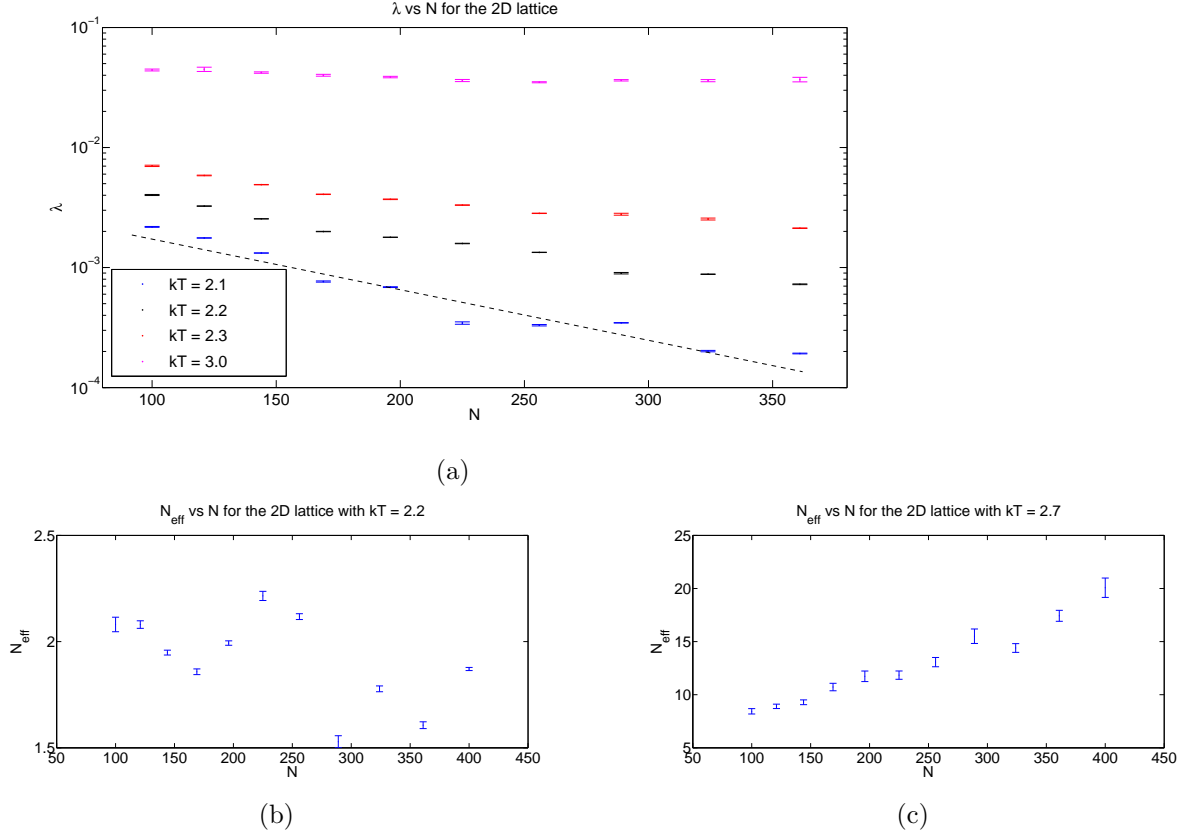 λ vs N for the 2D lattice
10^−1
10^−2
10^−3
10^−4
λ
kT = 2.1
kT = 2.2
kT = 2.3
kT = 3.0
100 150 200 250 300 350
N
(a)
N_eff vs N for the 2D lattice with kT = 2.2
2.5
2
1.5
N_eff
50 100 150 200 250 300 350 400 450
N
(b)
N_eff vs N for the 2D lattice with kT = 2.7
25
20
15
10
5
N_eff
50 100 150 200 250 300 350 400 450
N
(c)